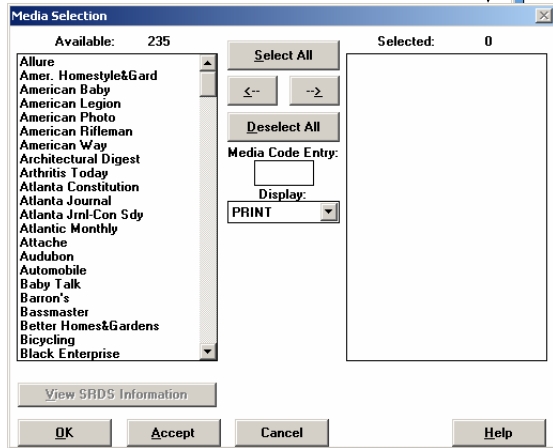 Media Selection
Available: 235
Selected: 0
Allure
Amer. Homestyle&Gard
American Baby
American Legion
American Photo
American Rifleman
American Way
Architectural Digest
Arthritis Today
Atlanta Constitution
Atlanta Journal
Atlanta Jrnl-Con Sdy
Atlantic Monthly
Attache
Audubon
Automobile
Baby Talk
Barron's
Bassmaster
Better Homes&Gardens
Bicycling
Black Enterprise
Select All
<-- -->
Deselect All
Media Code Entry:
Display:
PRINT
View SRDS Information
OK Accept Cancel Help